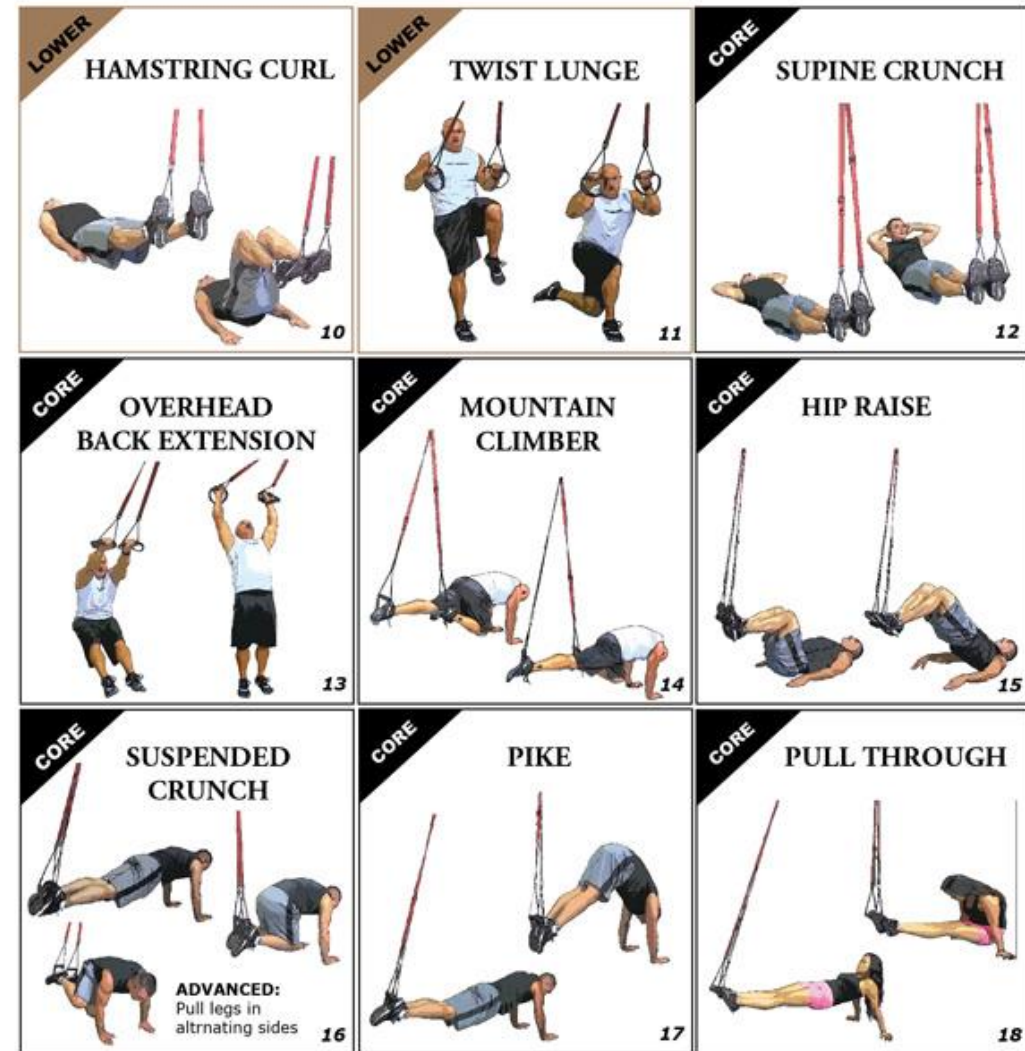 LOWER
HAMSTRING CURL
10
LOWER
TWIST LUNGE
11
CORE
SUPINE CRUNCH
12
CORE
OVERHEAD
BACK EXTENSION
13
CORE
MOUNTAIN
CLIMBER
14
CORE
HIP RAISE
15
CORE
SUSPENDED
CRUNCH
ADVANCED:
Pull legs in
altrnating sides
16
CORE
PIKE
17
CORE
PULL THROUGH
18